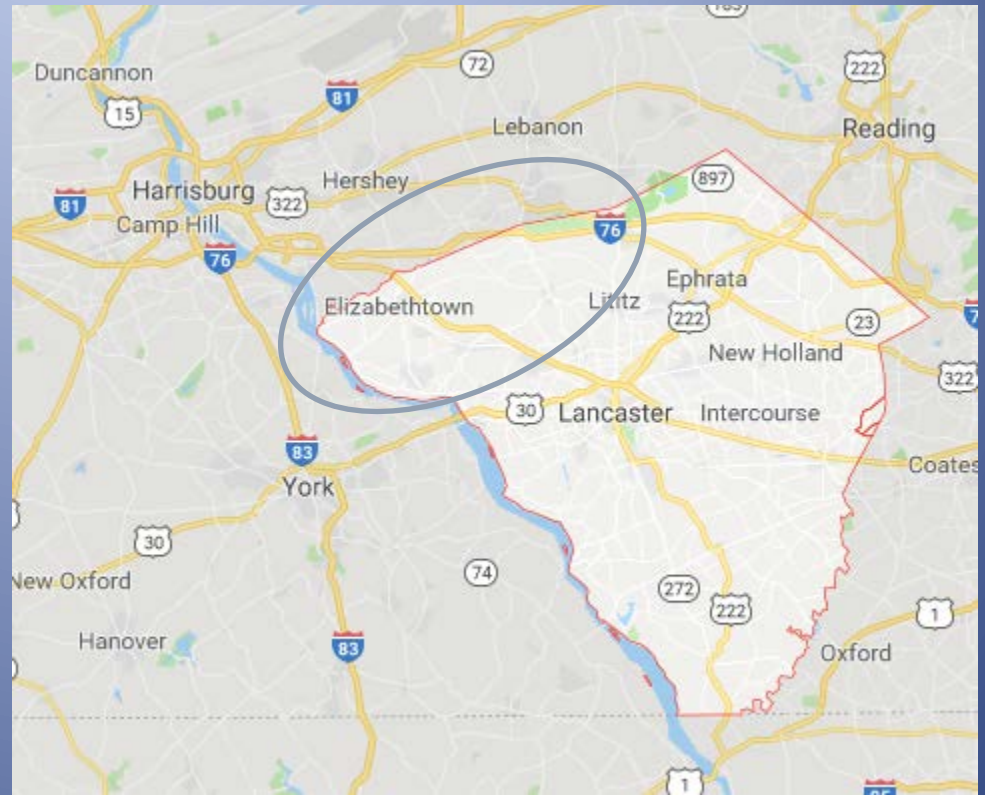 183
Duncannon
72
222
81
15
Lebanon
Reading
Hershey
897
Harrisburg
322
81
Camp Hill
76
76
Ephrata
Elizabethtown
Lititz
222
23
New Holland
322
30
Lancaster
Intercourse
83
Coates
York
30
74
New Oxford
272
222
1
Hanover
83
Oxford
1